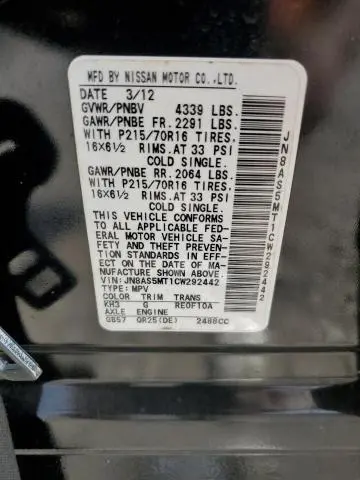 MFD BY NISSAN MOTOR CO.,LTD.
DATE 3/12
GVWR/PNBV 4339 LBS.
GAWR/PNBE FR. 2291 LBS.
WITH P215/70R16 TIRES,
16X6½ RIMS.AT 33 PSI
COLD SINGLE.
GAWR/PNBE RR. 2064 LBS.
WITH P215/70R16 TIRES,
16X6½ RIMS.AT 33 PSI
COLD SINGLE.
THIS VEHICLE CONFORMS
TO ALL APPLICABLE FED-
ERAL MOTOR VEHICLE SA-
FETY AND THEFT PREVENTION
STANDARDS IN EFFECT
ON THE DATE OF MA-
NUFACTURE SHOWN ABOVE.
VIN: JN8AS5MT1CW292442
TYPE: MPV
COLOR TRIM TRANS
KH3 G RE0F10A
AXLE ENGINE
GB57 QR25(DE) 2488CC
JN8AS5MT1CW292442